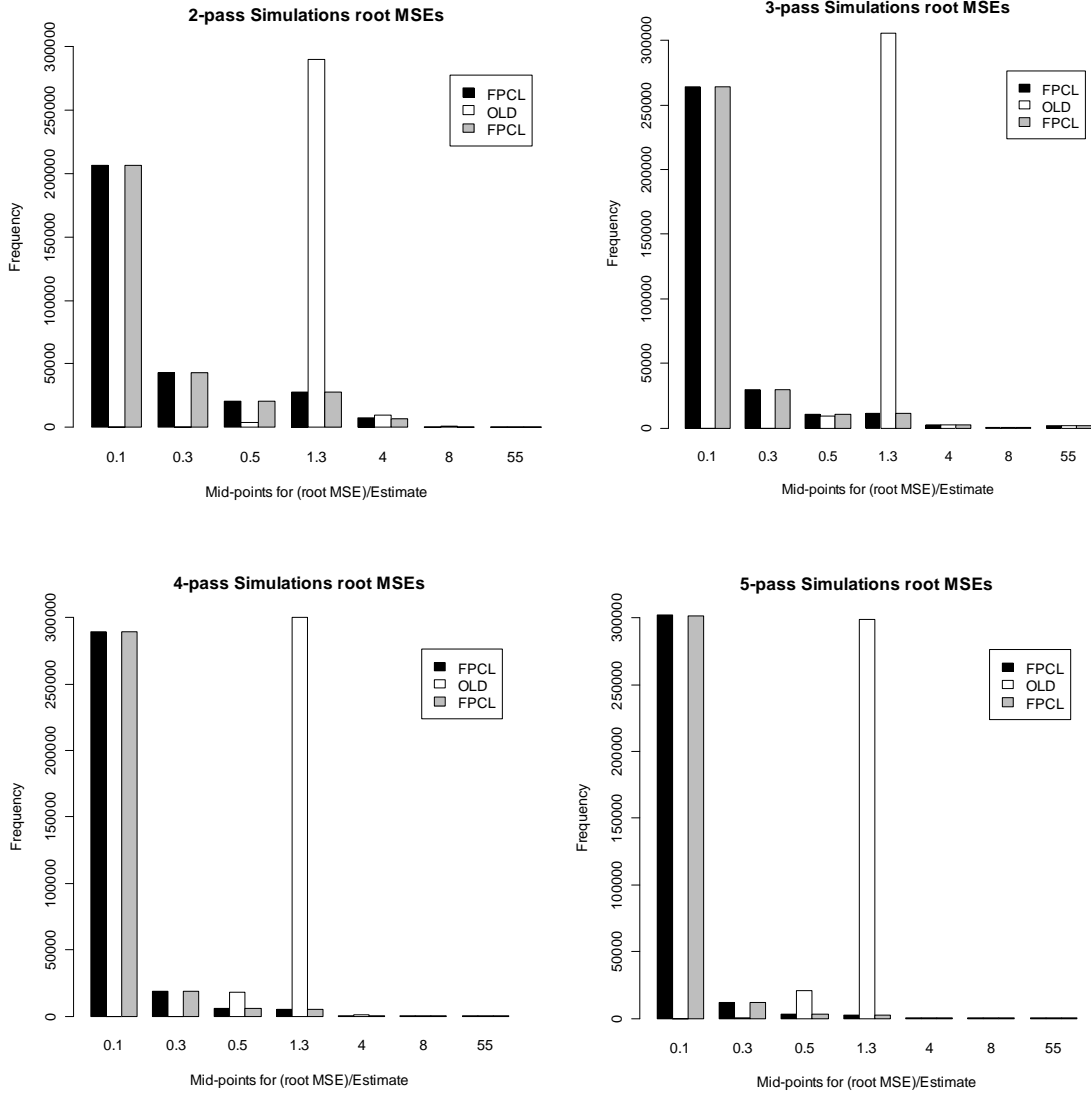 2-pass Simulations root MSEs
Frequency
0
50000
100000
150000
200000
250000
300000
FPCL
OLD
FPCL
0.1 0.3 0.5 1.3 4 8 55
Mid-points for (root MSE)/Estimate
3-pass Simulations root MSEs
Frequency
0
50000
100000
150000
200000
250000
300000
FPCL
OLD
FPCL
0.1 0.3 0.5 1.3 4 8 55
Mid-points for (root MSE)/Estimate
4-pass Simulations root MSEs
Frequency
0
50000
100000
150000
200000
250000
300000
FPCL
OLD
FPCL
0.1 0.3 0.5 1.3 4 8 55
Mid-points for (root MSE)/Estimate
5-pass Simulations root MSEs
Frequency
0
50000
100000
150000
200000
250000
300000
FPCL
OLD
FPCL
0.1 0.3 0.5 1.3 4 8 55
Mid-points for (root MSE)/Estimate